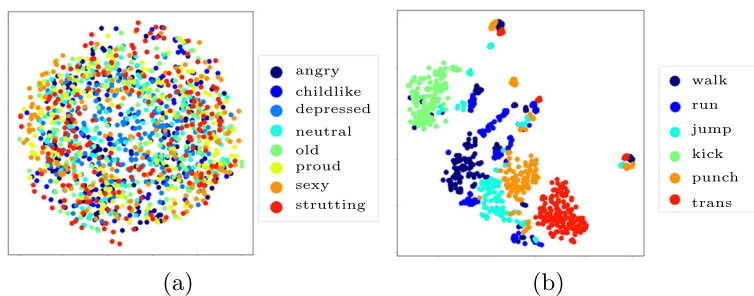 angry
childlike
depressed
neutral
old
proud
sexy
strutting
walk
run
jump
kick
punch
trans
(a)
(b)